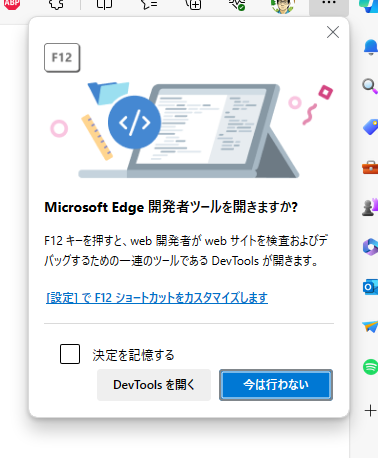 ABP
F12
</>
Microsoft Edge 開発者ツールを開きますか?
F12 キーを押すと、web 開発者が web サイトを検査およびデ
バッグするための一連のツールである DevTools が開きます。
[設定] で F12 ショートカットをカスタマイズします
決定を記憶する
DevTools を開く
今は行わない